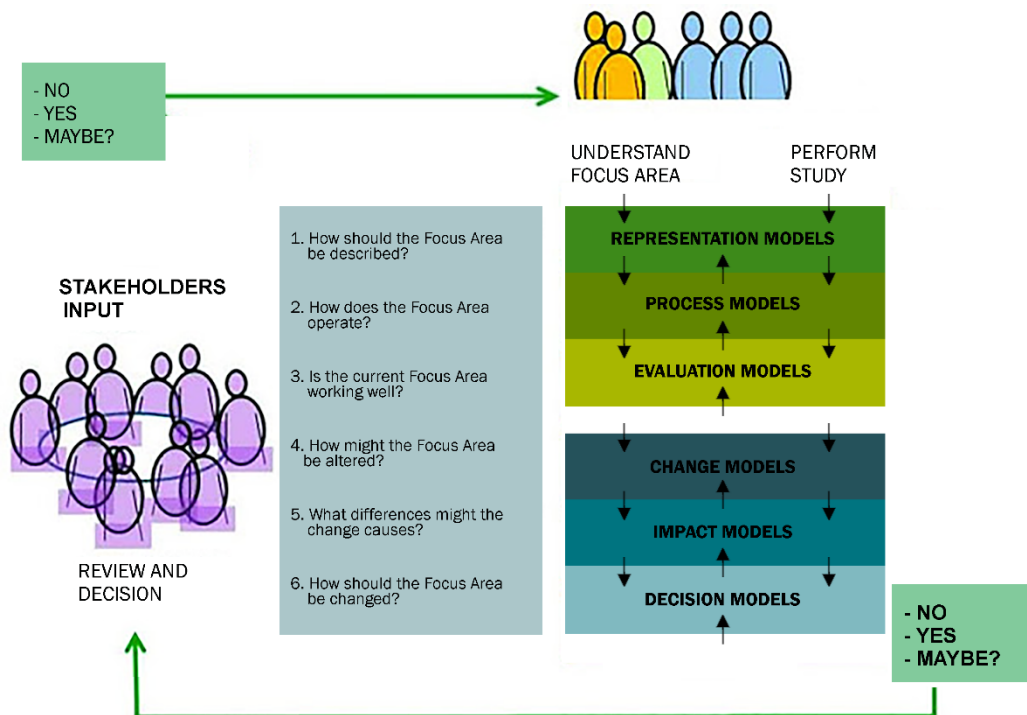 - NO
- YES
- MAYBE?
UNDERSTAND
FOCUS AREA
PERFORM
STUDY
STAKEHOLDERS
INPUT
REVIEW AND
DECISION
1. How should the Focus Area
be described?
2. How does the Focus Area
operate?
3. Is the current Focus Area
working well?
4. How might the Focus Area
be altered?
5. What differences might the
change causes?
6. How should the Focus Area
be changed?
REPRESENTATION MODELS
PROCESS MODELS
EVALUATION MODELS
CHANGE MODELS
IMPACT MODELS
DECISION MODELS
- NO
- YES
- MAYBE?